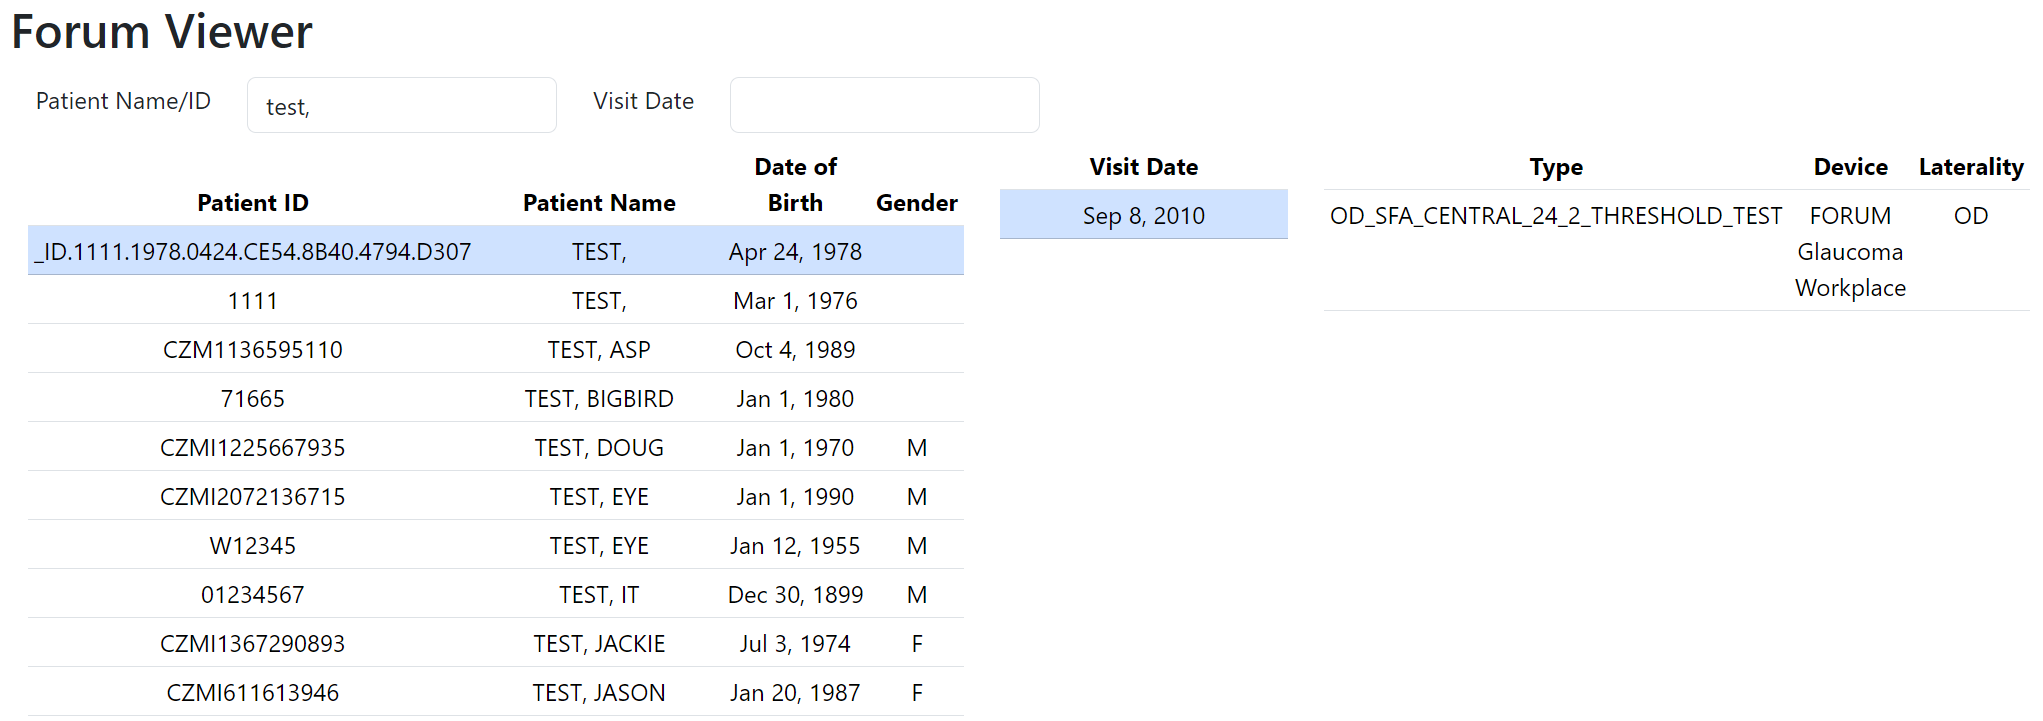 Forum Viewer
Patient Name/ID test, Visit Date
Patient ID Patient Name Date of Birth Gender
_ID.1111.1978.0424.CE54.8B40.4794.D307 TEST, Apr 24, 1978
1111 TEST, Mar 1, 1976
CZM1136595110 TEST, ASP Oct 4, 1989
71665 TEST, BIGBIRD Jan 1, 1980
CZMI1225667935 TEST, DOUG Jan 1, 1970 M
CZMI2072136715 TEST, EYE Jan 1, 1990 M
W12345 TEST, EYE Jan 12, 1955 M
01234567 TEST, IT Dec 30, 1899 M
CZMI1367290893 TEST, JACKIE Jul 3, 1974 F
CZMI611613946 TEST, JASON Jan 20, 1987 F
Visit Date
Sep 8, 2010
Type Device Laterality
OD_SFA_CENTRAL_24_2_THRESHOLD_TEST FORUM OD
Glaucoma
Workplace